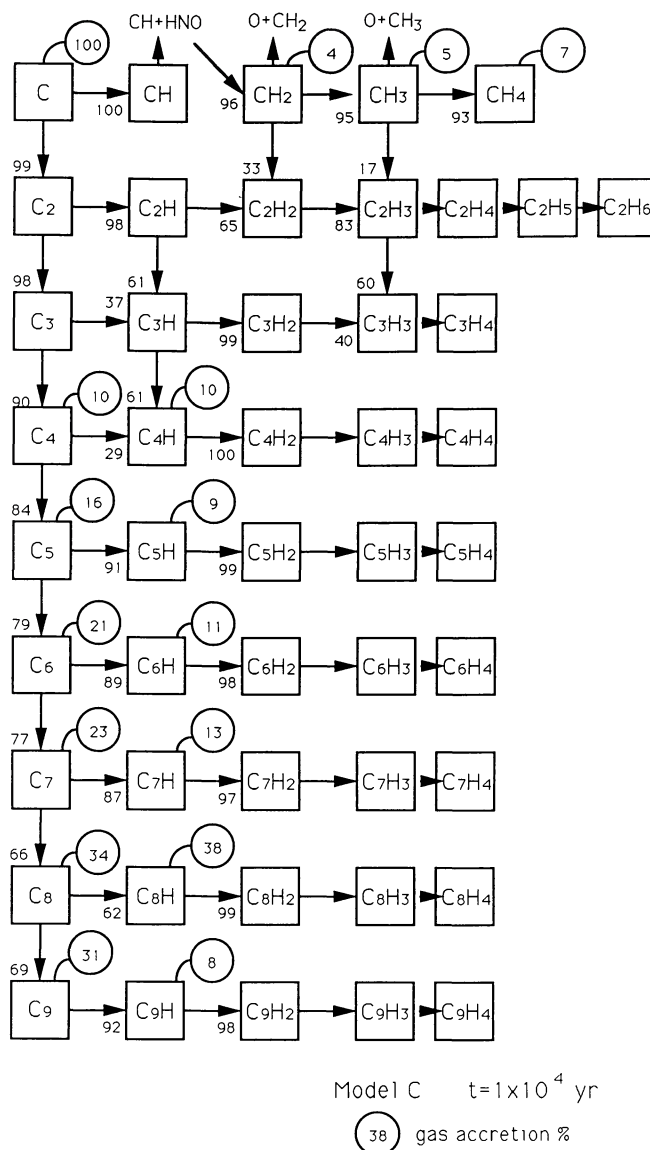 CH+HNO O+CH2 O+CH3
100 4 5 7
C CH CH2 CH3 CH4
100 96 95 93
99 33 17
C2 C2H C2H2 C2H3 C2H4 C2H5 C2H6
98 65 83
98 61 60
C3 C3H C3H2 C3H3 C3H4
37 99 40
90 10 61 10
C4 C4H C4H2 C4H3 C4H4
29 100
84 16 9
C5 C5H C5H2 C5H3 C5H4
91 99
79 21 11
C6 C6H C6H2 C6H3 C6H4
89 98
77 23 13
C7 C7H C7H2 C7H3 C7H4
87 97
66 34 38
C8 C8H C8H2 C8H3 C8H4
62 99
69 31 8
C9 C9H C9H2 C9H3 C9H4
92 98
Model C t=1x10^4 yr
38 gas accretion %